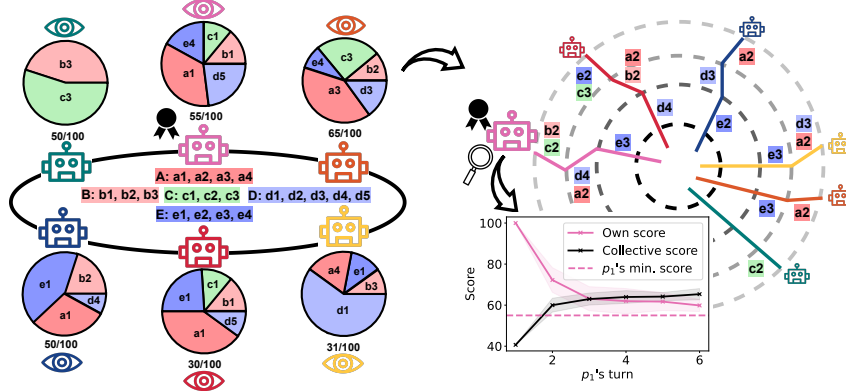 b3
c3
50/100
c1
b1
d5
a1
e4
55/100
c3
b2
d3
a3
e4
65/100
A: a1, a2, a3, a4
B: b1, b2, b3 C: c1, c2, c3 D: d1, d2, d3, d4, d5
E: e1, e2, e3, e4
e1
b2
d4
a1
50/100
e1
c1
b1
d5
a1
30/100
a4
e1
b3
d1
31/100
a2
b2
e2
c3
d4
a2
d3
e2
b2
c2
e3
d4
a2
d3
a2
e3
e3
a2
c2
100
80
60
40
Score
Own score
Collective score
p₁'s min. score
2 4 6
p₁'s turn